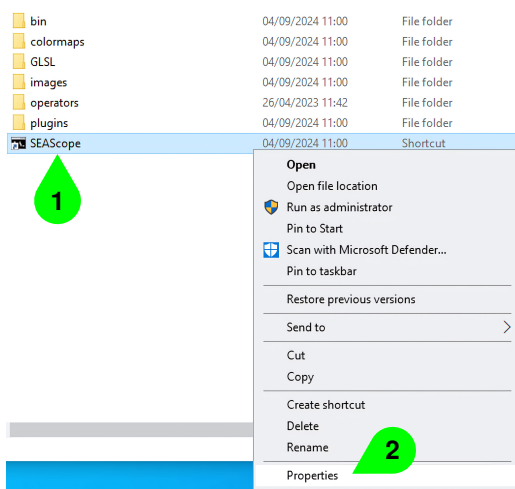 bin 04/09/2024 11:00 File folder
colormaps 04/09/2024 11:00 File folder
GLSL 04/09/2024 11:00 File folder
images 04/09/2024 11:00 File folder
operators 26/04/2023 11:42 File folder
plugins 04/09/2024 11:00 File folder
SEAScope 04/09/2024 11:00 Shortcut
1
Open
Open file location
Run as administrator
Pin to Start
Scan with Microsoft Defender...
Pin to taskbar
Restore previous versions
Send to
Cut
Copy
Create shortcut
Delete
Rename
2
Properties